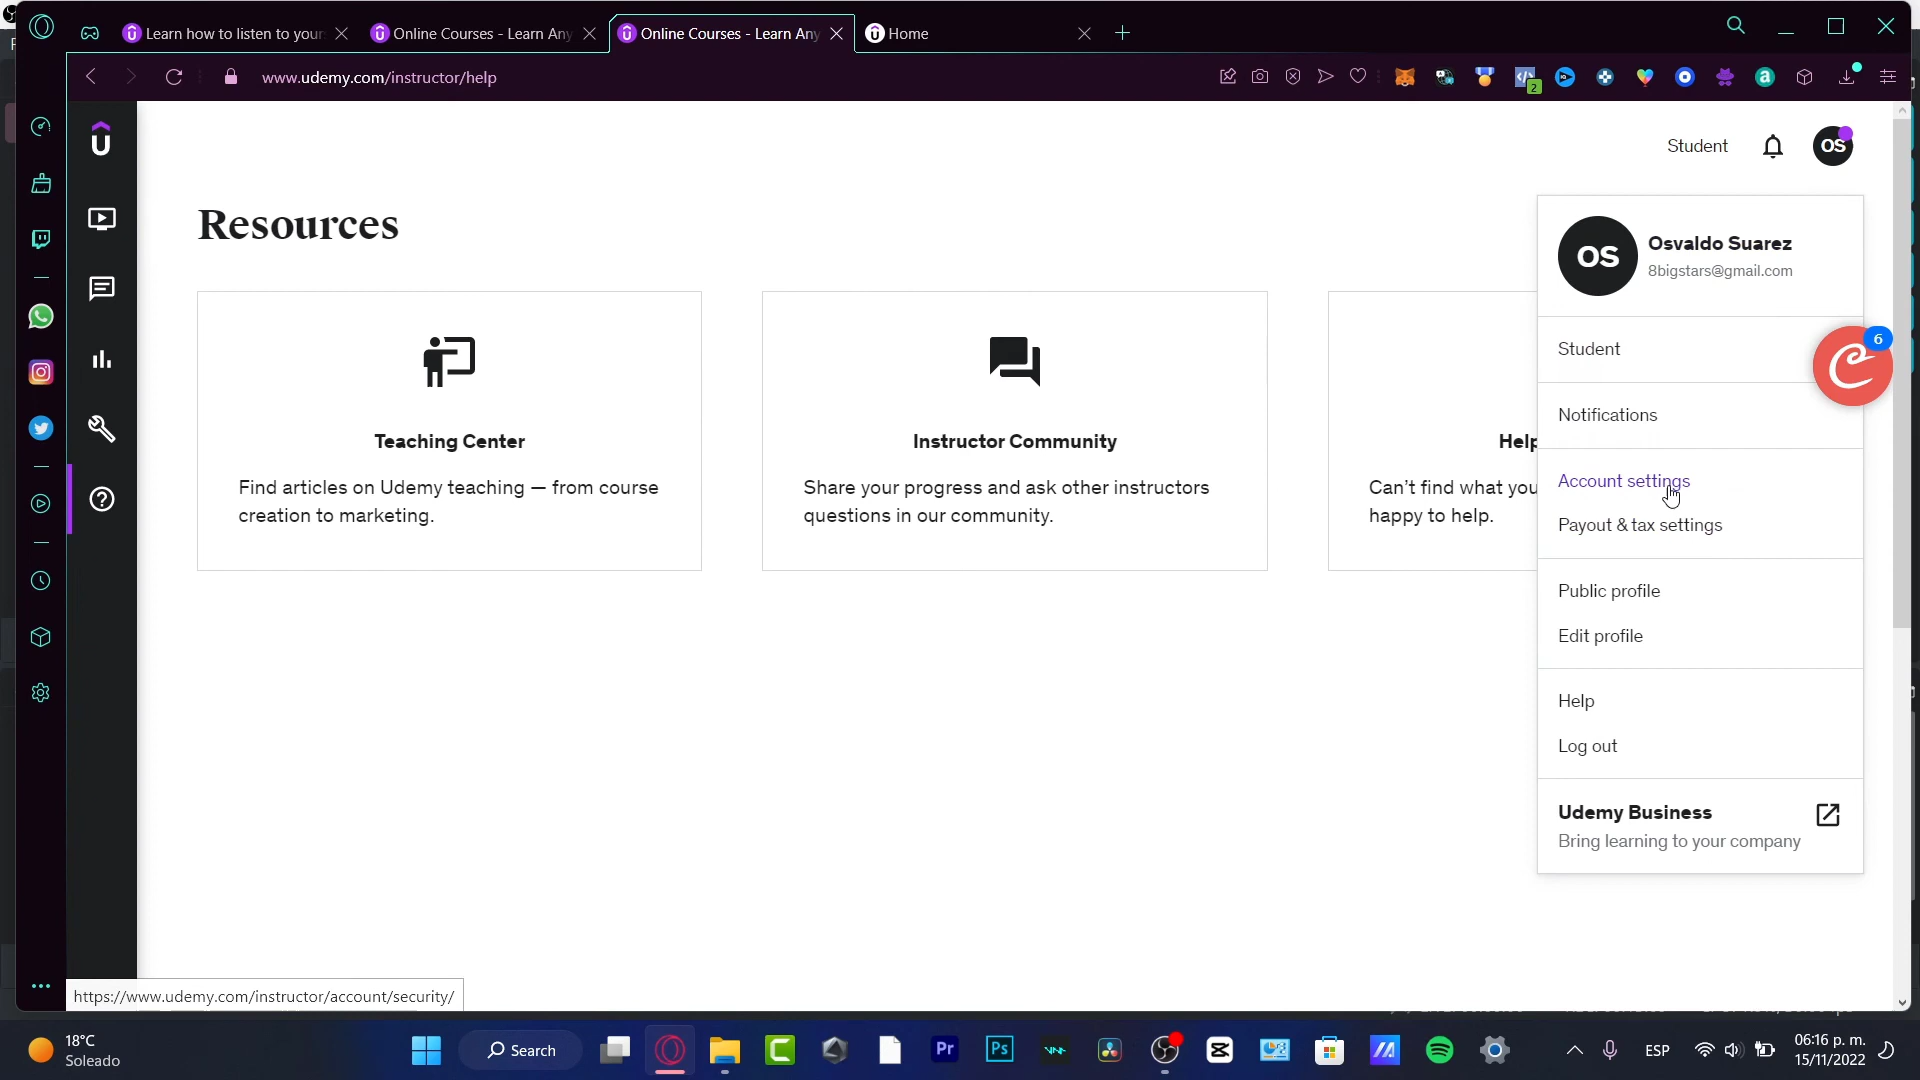 Learn how to listen to your
Online Courses - Learn Any
Online Courses - Learn Any
Home
www.udemy.com/instructor/help
2
Student
OS
Resources
OS
Osvaldo Suarez
8bigstars@gmail.com
6
Student
Notifications
Account settings
Payout & tax settings
Public profile
Edit profile
Help
Log out
Udemy Business
Bring learning to your company
Teaching Center
Find articles on Udemy teaching — from course
creation to marketing.
Instructor Community
Share your progress and ask other instructors
questions in our community.
Help
Can't find what you
happy to help.
https://www.udemy.com/instructor/account/security/
18°C
Soleado
Search
Pr
Ps
ESP
06:16 p. m.
15/11/2022